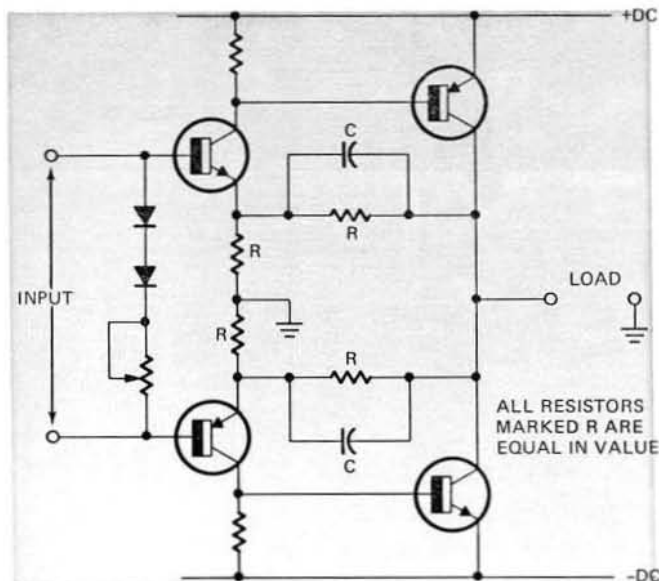 +DC
C
R
R
INPUT
LOAD
R
R
C
ALL RESISTORS
MARKED R ARE
EQUAL IN VALUE
-DC